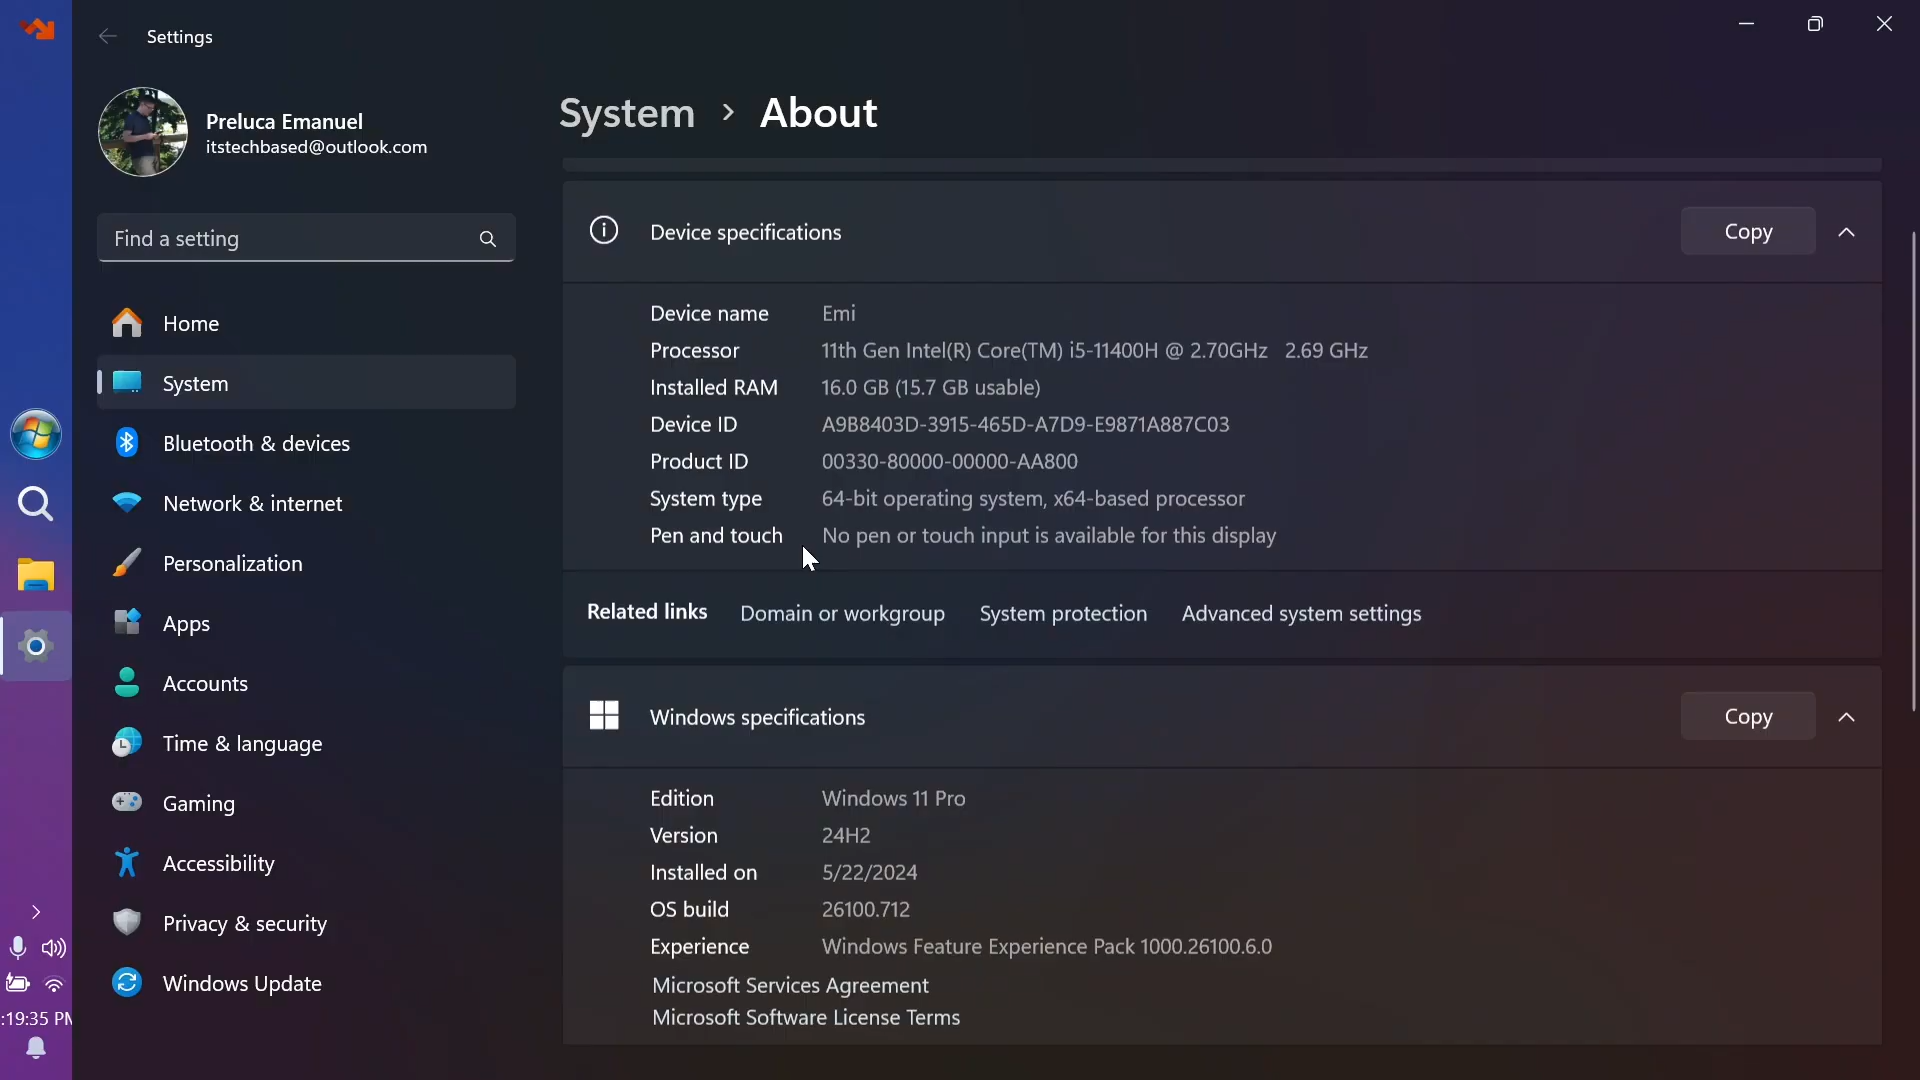 Settings
Preluca Emanuel
itstechbased@outlook.com
Find a setting
Home
System
Bluetooth & devices
Network & internet
Personalization
Apps
Accounts
Time & language
Gaming
Accessibility
Privacy & security
Windows Update
:19:35 PM
System > About
Device specifications
Copy
Device name Emi
Processor 11th Gen Intel(R) Core(TM) i5-11400H @ 2.70GHz 2.69 GHz
Installed RAM 16.0 GB (15.7 GB usable)
Device ID A9B8403D-3915-465D-A7D9-E9871A887C03
Product ID 00330-80000-00000-AA800
System type 64-bit operating system, x64-based processor
Pen and touch No pen or touch input is available for this display
Related links Domain or workgroup System protection Advanced system settings
Windows specifications
Copy
Edition Windows 11 Pro
Version 24H2
Installed on 5/22/2024
OS build 26100.712
Experience Windows Feature Experience Pack 1000.26100.6.0
Microsoft Services Agreement
Microsoft Software License Terms